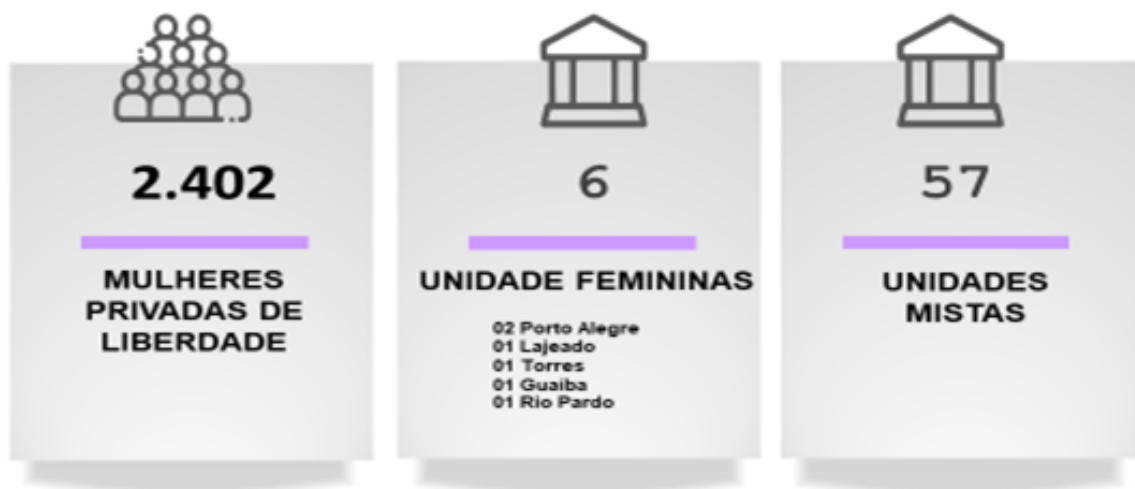 2.402
MULHERES
PRIVADAS DE
LIBERDADE
6
UNIDADE FEMININAS
02 Porto Alegre
01 Lajeado
01 Torres
01 Guaiba
01 Rio Pardo
57
UNIDADES
MISTAS